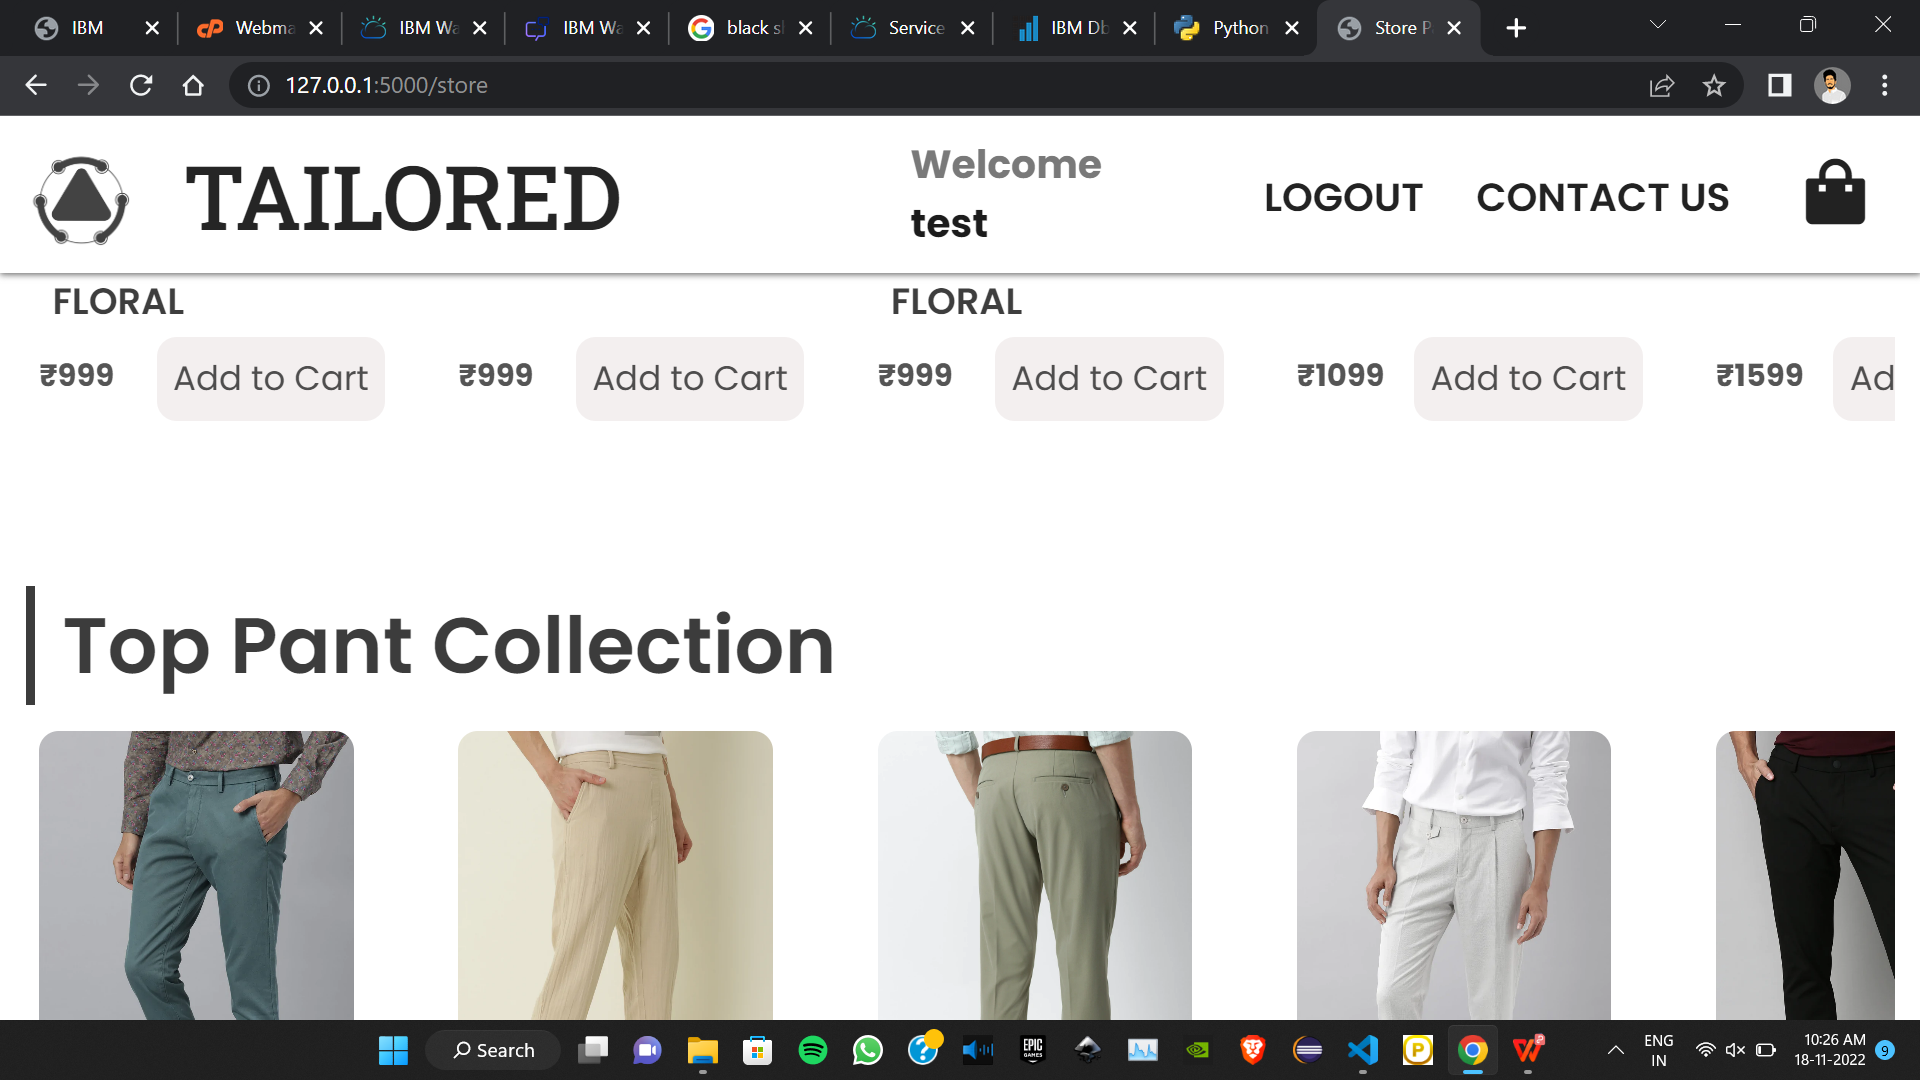 IBM
Webma
IBM Wa
IBM Wa
black sl
Service
IBM Db
Python
Store P
127.0.0.1:5000/store
TAILORED
Welcome
test
LOGOUT
CONTACT US
FLORAL
FLORAL
₹999
Add to Cart
₹999
Add to Cart
₹999
Add to Cart
₹1099
Add to Cart
₹1599
Ad
Top Pant Collection
Search
EPIC
GAMES
ENG
IN
10:26 AM
18-11-2022
9